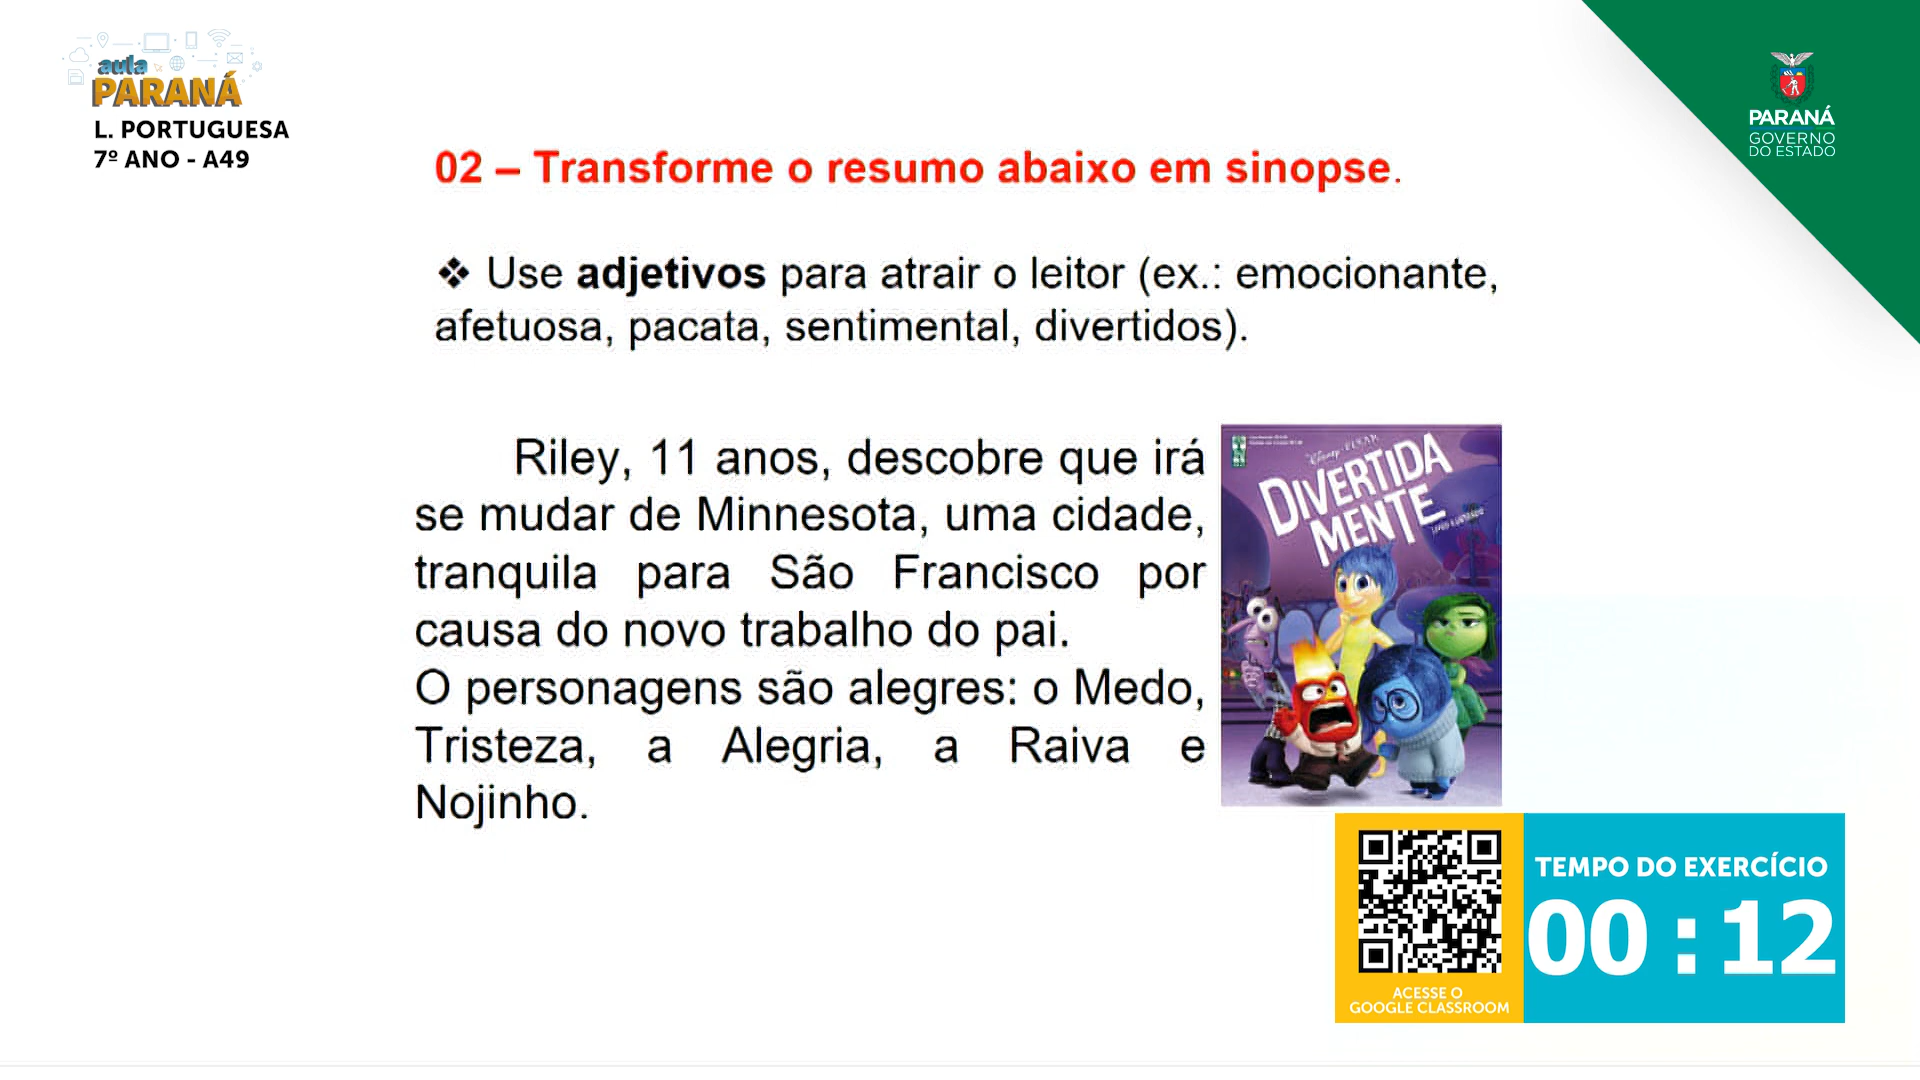 aula
PARANÁ
L. PORTUGUESA
7º ANO - A49
PARANÁ
GOVERNO
DO ESTADO
02 – Transforme o resumo abaixo em sinopse.
❖ Use adjetivos para atrair o leitor (ex.: emocionante,
afetuosa, pacata, sentimental, divertidos).
Riley, 11 anos, descobre que irá
se mudar de Minnesota, uma cidade,
tranquila para São Francisco por
causa do novo trabalho do pai.
O personagens são alegres: o Medo,
Tristeza, a Alegria, a Raiva e
Nojinho.
Disney PIXAR
DIVERTIDA
MENTE
TEMPO DO EXERCÍCIO
00 : 12
ACESSE O
GOOGLE CLASSROOM